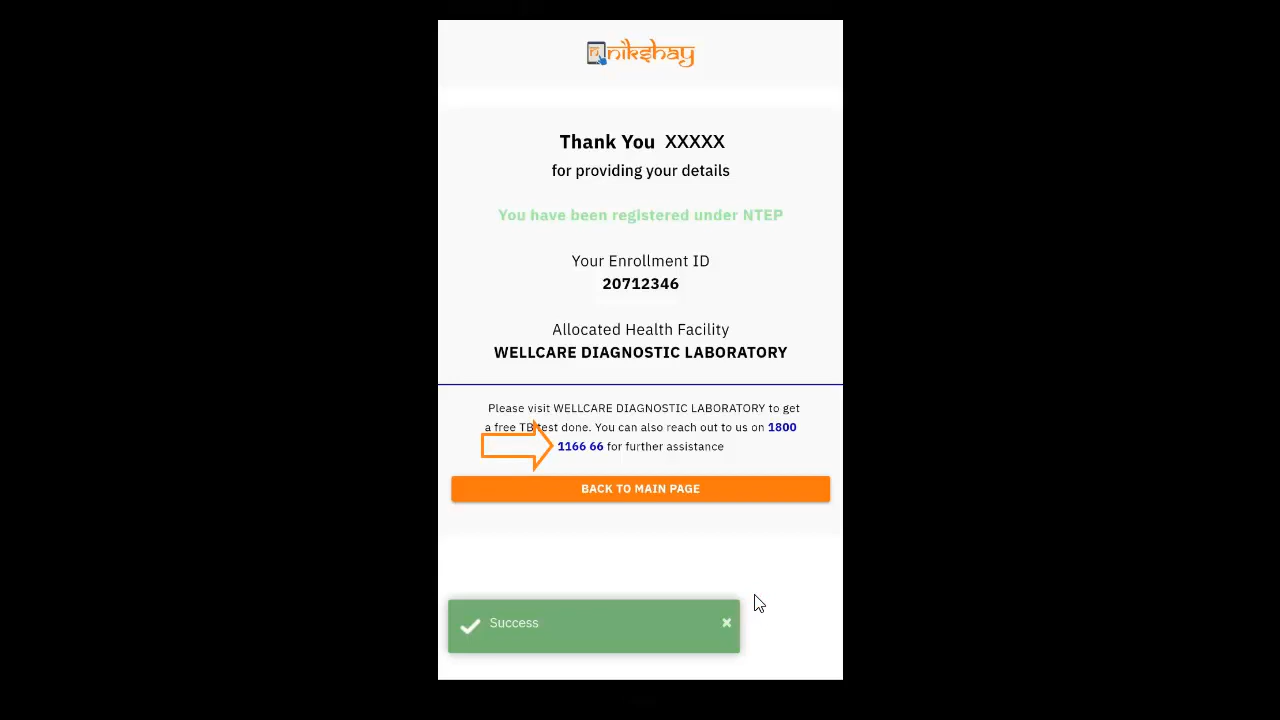 nikshay
Thank You XXXXX
for providing your details
You have been registered under NTEP
Your Enrollment ID
20712346
Allocated Health Facility
WELLCARE DIAGNOSTIC LABORATORY
Please visit WELLCARE DIAGNOSTIC LABORATORY to get
a free TB test done. You can also reach out to us on 1800
1166 66 for further assistance
BACK TO MAIN PAGE
Success